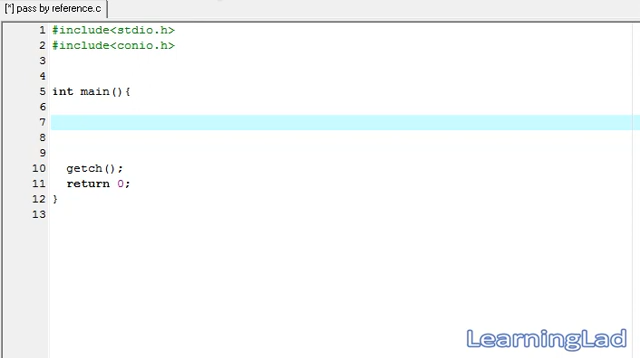 [*] pass by reference.c
1 #include<stdio.h>
2 #include<conio.h>
3
4
5 int main(){
6
7
8
9
10 getch();
11 return 0;
12 }
13
LearningLad